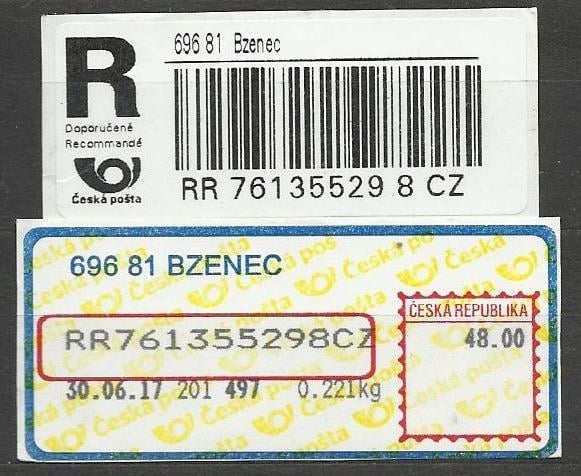 R
696 81 Bzenec
Doporučeně
Recommandé
Česká pošta
RR 76135529 8 CZ
696 81 BZENEC
ČESKÁ REPUBLIKA
RR761355298CZ
48.00
30.06.17 201 497 0.221kg